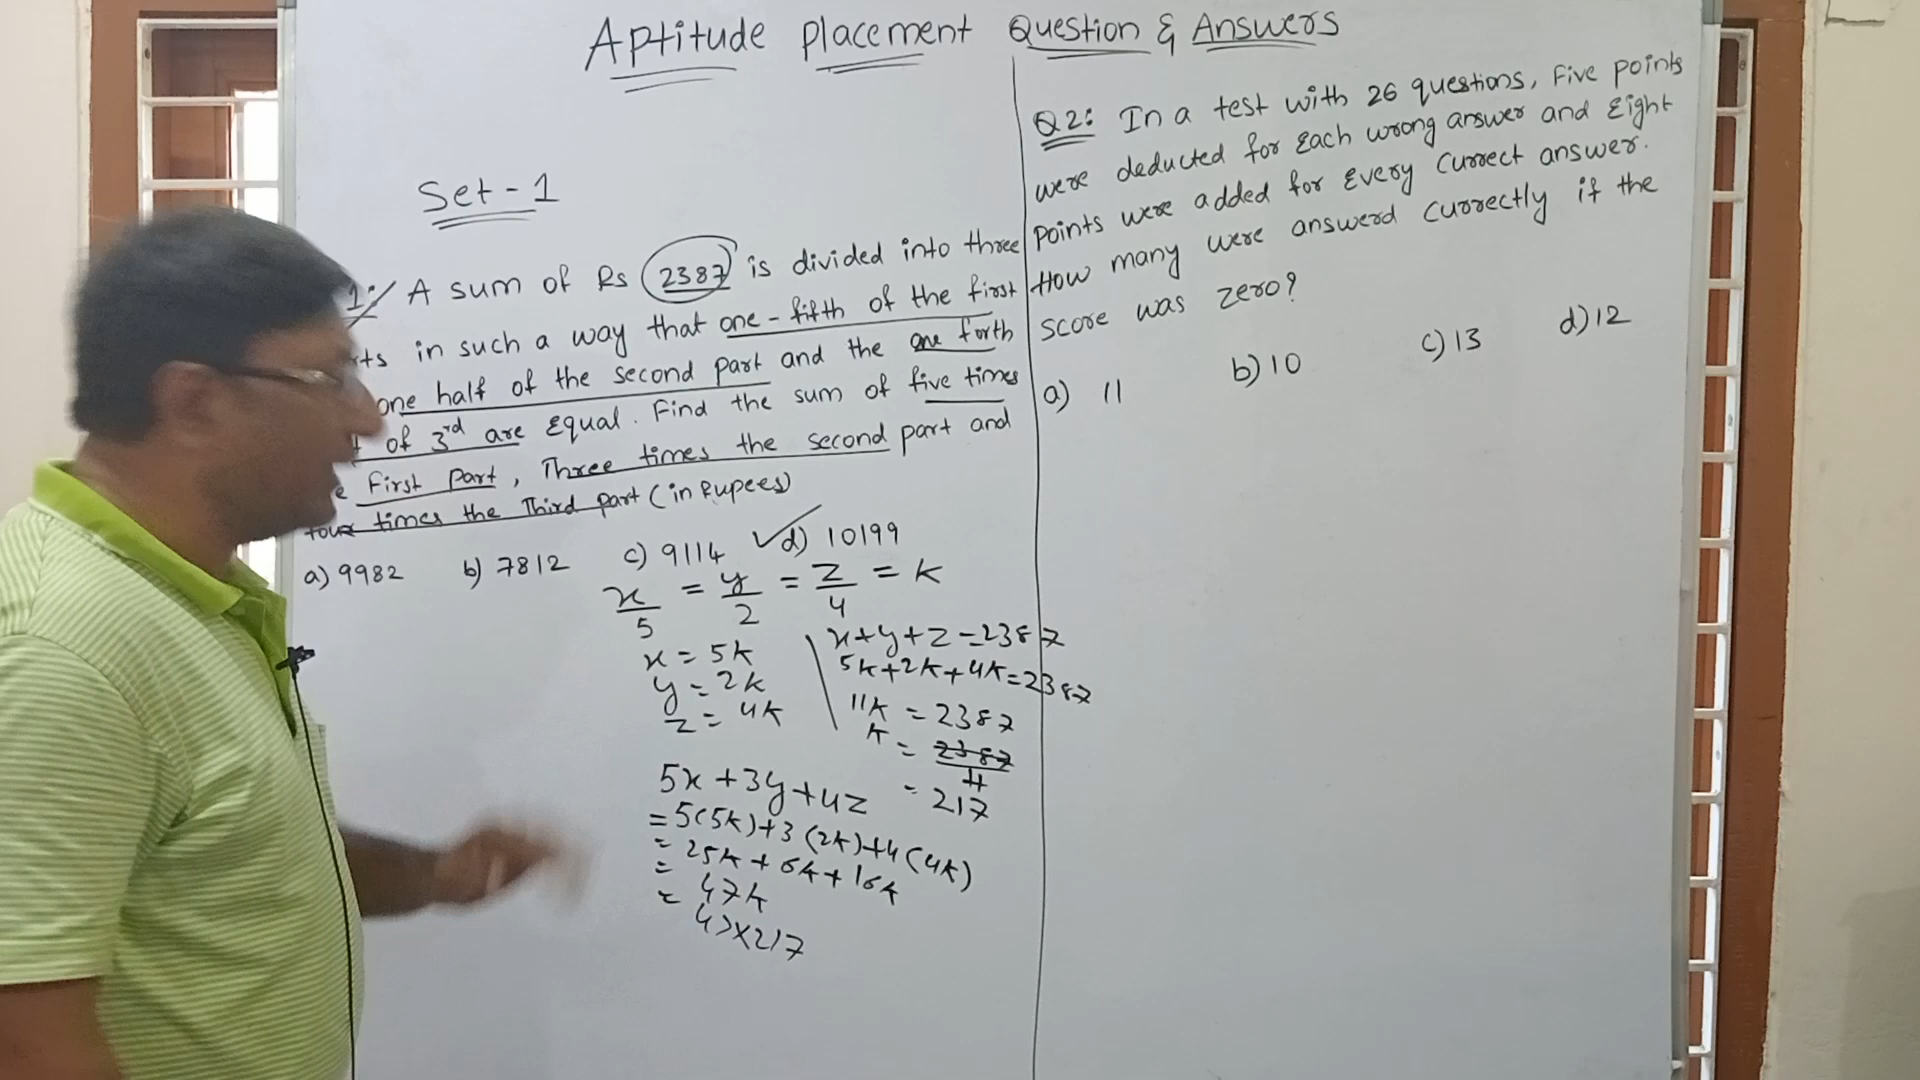 Aptitude Placement Question & Answers
Set-1
1: A sum of Rs 2387 is divided into three
in such a way that one-fifth of the first
one half of the second part and the one forth
of 3rd are Equal. Find the sum of five times
First Part, Three times the second part and
four times the Third part (in Rupees)
a) 9982 b) 7812 c) 9114 d) 10199
x/5 = y/2 = z/4 = k
x = 5k
y = 2k
z = 4k
x+y+z=2387
5k+2k+4k=2387
11k = 2387
k = 2387/11
= 217
5x+3y+4z
=5(5k)+3(2k)+4(4k)
= 25k+6k+16k
= 47k
= 47x217
Q2: In a test with 26 questions, Five points
were deducted for Each wrong answer and Eight
points were added for Every Currect answer.
How many were answerd Currectly if the
score was zero?
a) 11 b) 10 c) 13 d) 12